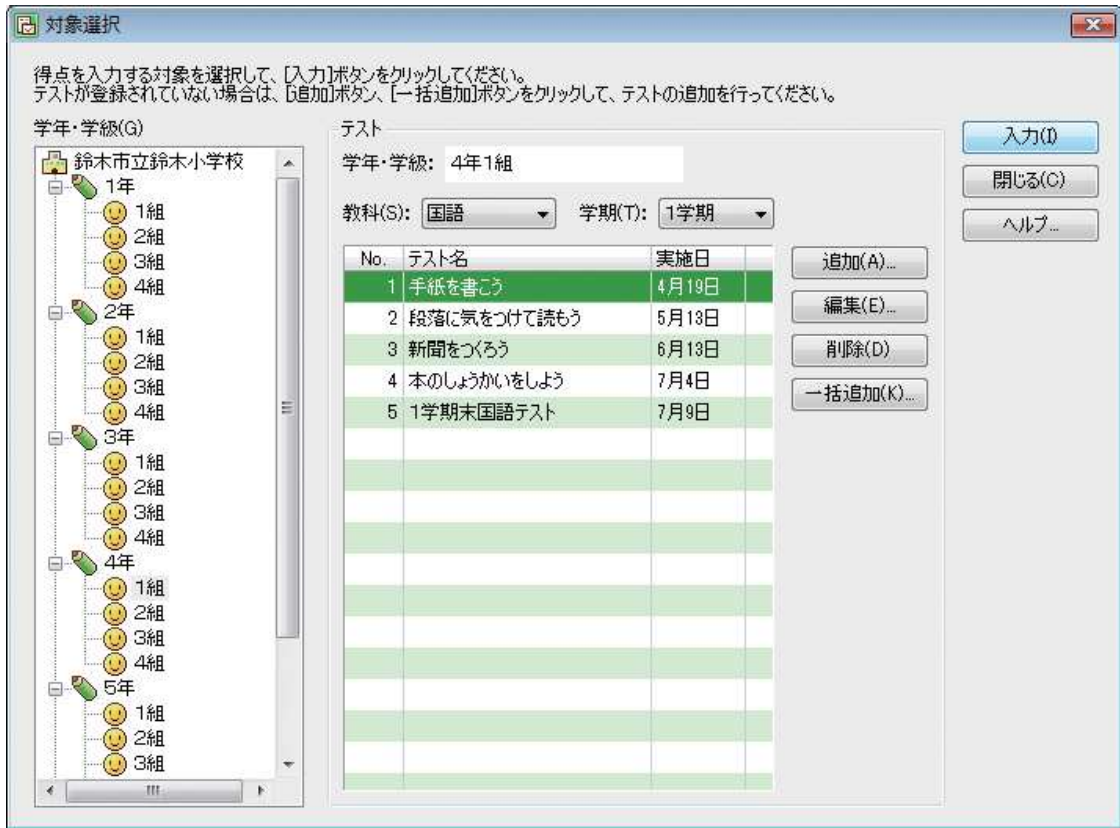 対象選択
得点を入力する対象を選択して、[入力]ボタンをクリックしてください。
テストが登録されていない場合は、[追加]ボタン、[一括追加]ボタンをクリックして、テストの追加を行ってください。
学年・学級(G)
鈴木市立鈴木小学校
1年
1組
2組
3組
4組
2年
1組
2組
3組
4組
3年
1組
2組
3組
4組
4年
1組
2組
3組
4組
5年
1組
2組
3組
テスト
学年・学級: 4年1組
教科(S): 国語 学期(T): 1学期
No. テスト名 実施日
1 手紙を書こう 4月19日
2 段落に気をつけて読もう 5月13日
3 新聞をつくろう 6月13日
4 本のしょうかいをしよう 7月4日
5 1学期末国語テスト 7月9日
追加(A)...
編集(E)...
削除(D)
一括追加(K)...
入力(I)
閉じる(C)
ヘルプ...